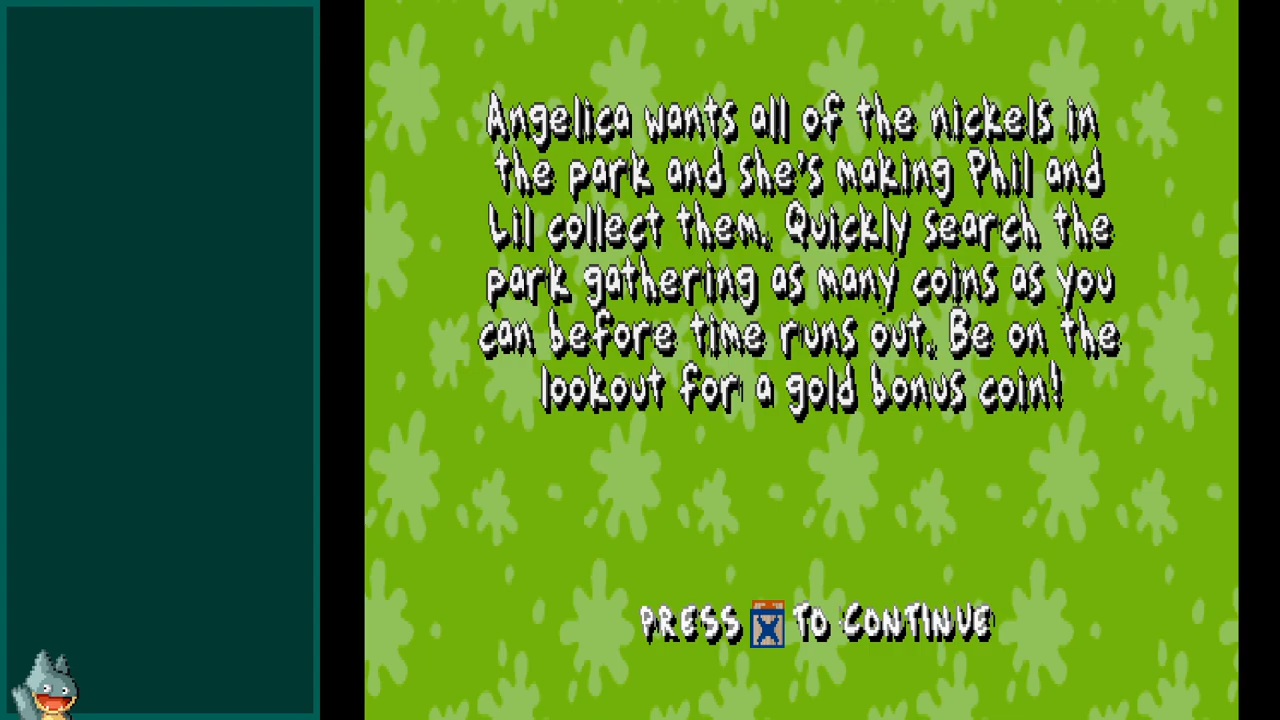 Angelica wants all of the nickels in
the park and she's making Phil and
Lil collect them. Quickly search the
park gathering as many coins as you
can before time runs out. Be on the
lookout for a gold bonus coin!
PRESS X TO CONTINUE